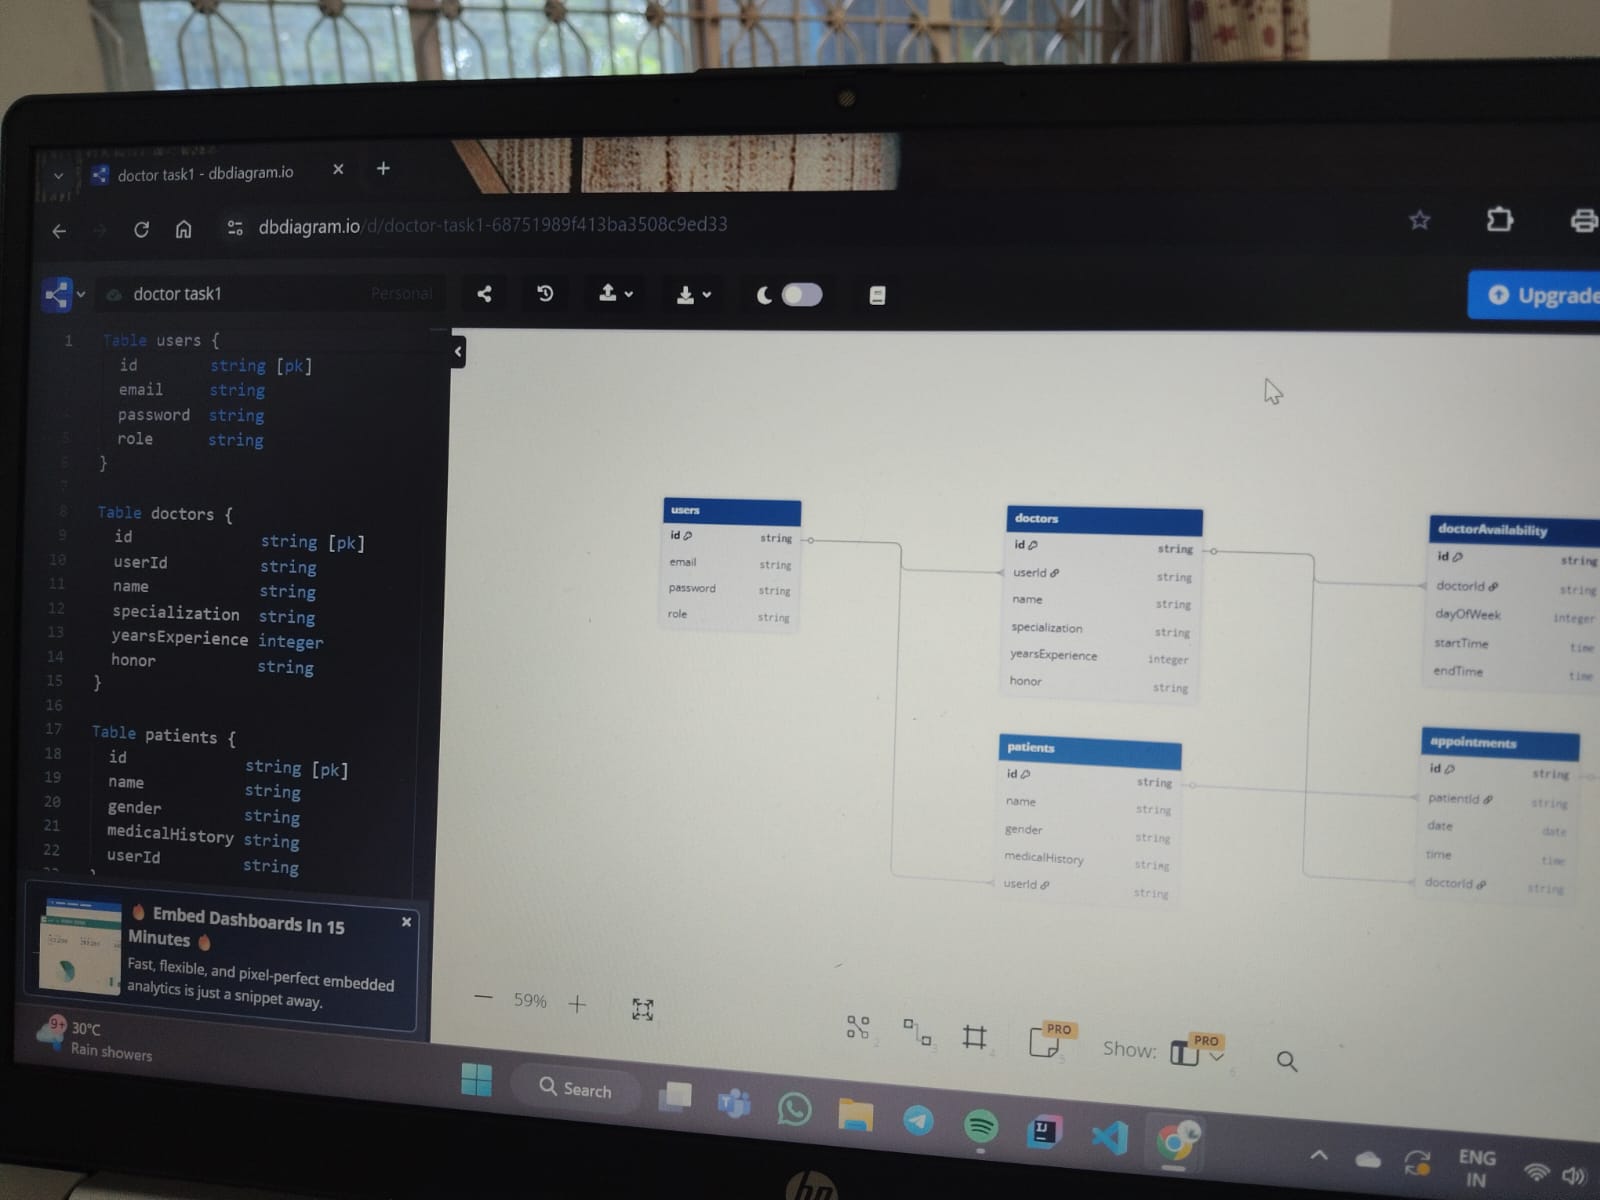 doctor task1 - dbdiagram.io
dbdiagram.io/d/doctor-task1-68751989f413ba3508c9ed33
doctor task1
Personal
Upgrade
1 Table users {
id string [pk]
email string
password string
5 role string
6 }
7
8 Table doctors {
9 id string [pk]
10 userId string
11 name string
12 specialization string
13 yearsExperience integer
14 honor string
15 }
16
17 Table patients {
18 id string [pk]
19 name string
20 gender string
21 medicalHistory string
22 userId string
}
users
id string
email string
password string
role string
doctors
id string
userId string
name string
specialization string
yearsExperience integer
honor string
doctorAvailability
id string
doctorId string
dayOfWeek integer
startTime time
endTime time
patients
id string
name string
gender string
medicalHistory string
userId string
appointments
id string
patientId string
date date
time time
doctorId string
🔥 Embed Dashboards In 15
Minutes 🔥
Fast, flexible, and pixel-perfect embedded
analytics is just a snippet away.
59%
PRO
Show:
PRO
9+
30°C
Rain showers
Search
ENG
IN
hp